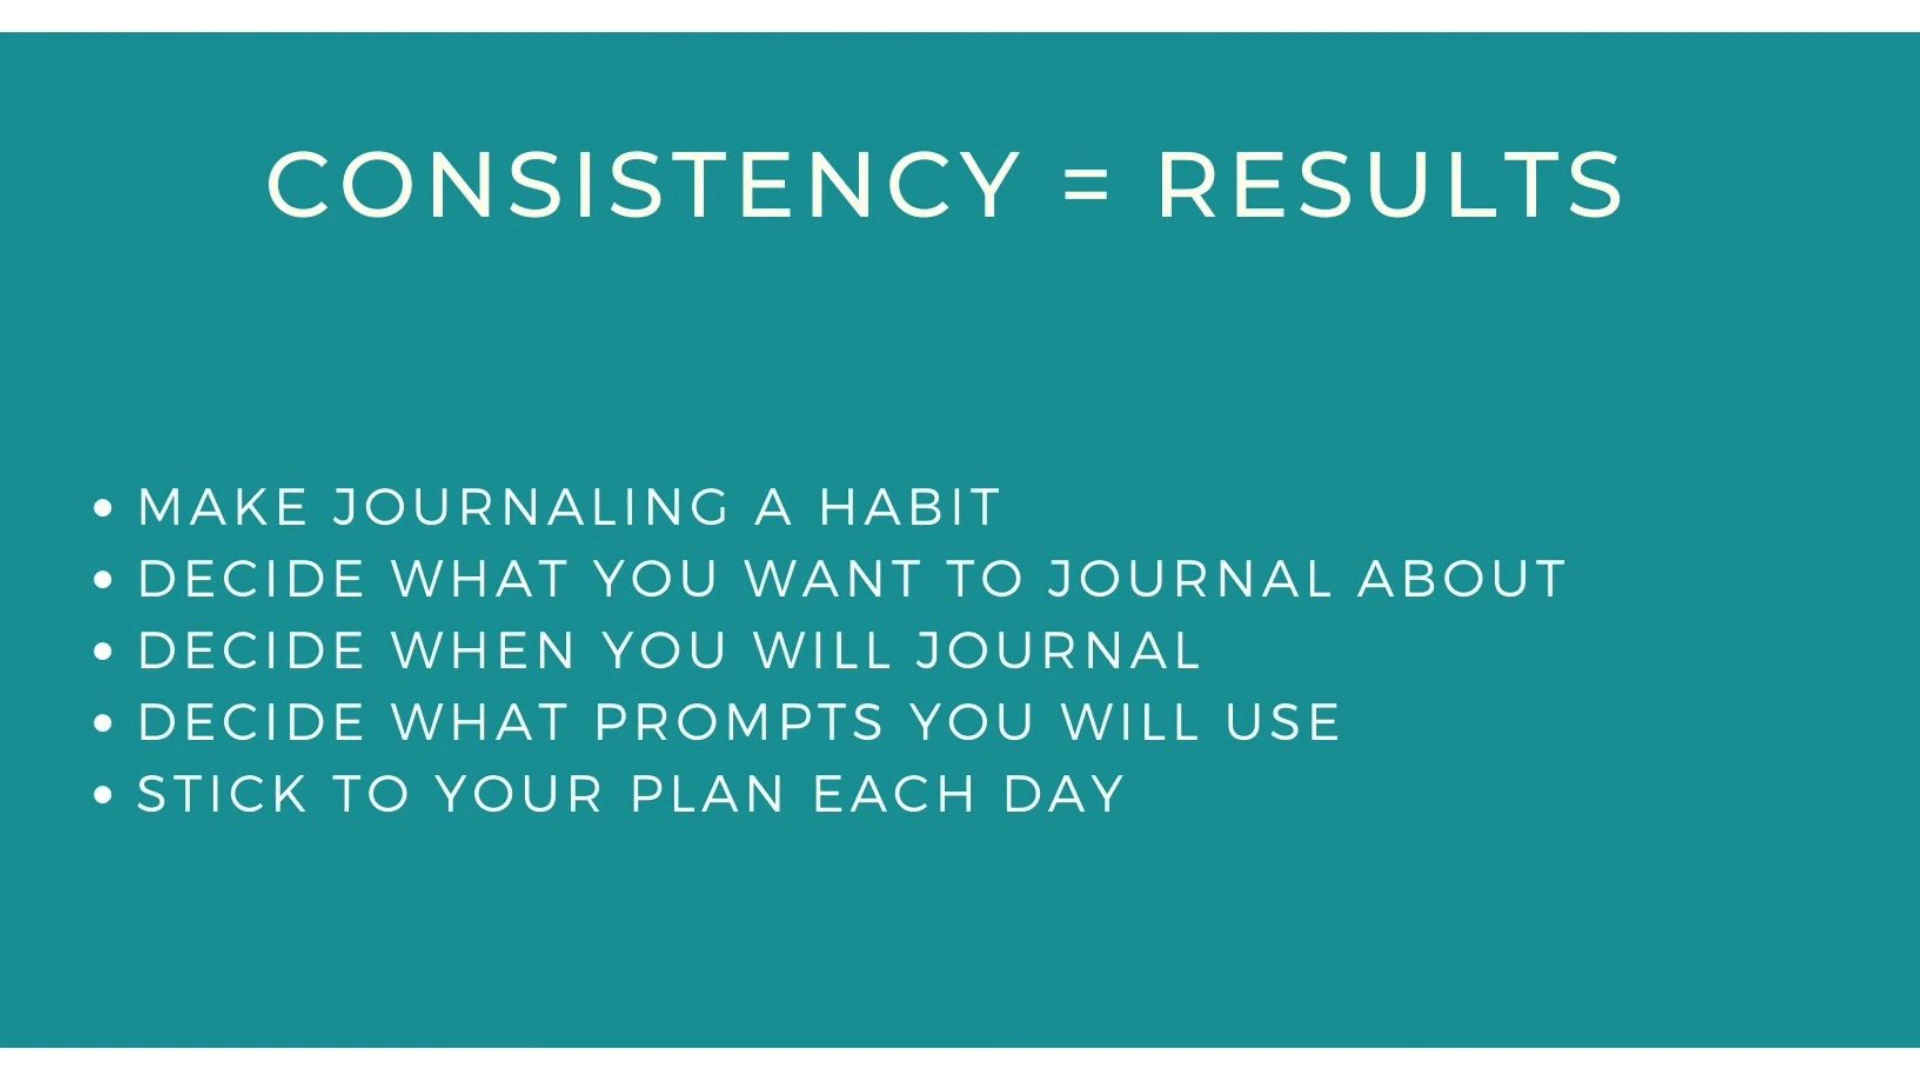 CONSISTENCY = RESULTS
• MAKE JOURNALING A HABIT
• DECIDE WHAT YOU WANT TO JOURNAL ABOUT
• DECIDE WHEN YOU WILL JOURNAL
• DECIDE WHAT PROMPTS YOU WILL USE
• STICK TO YOUR PLAN EACH DAY